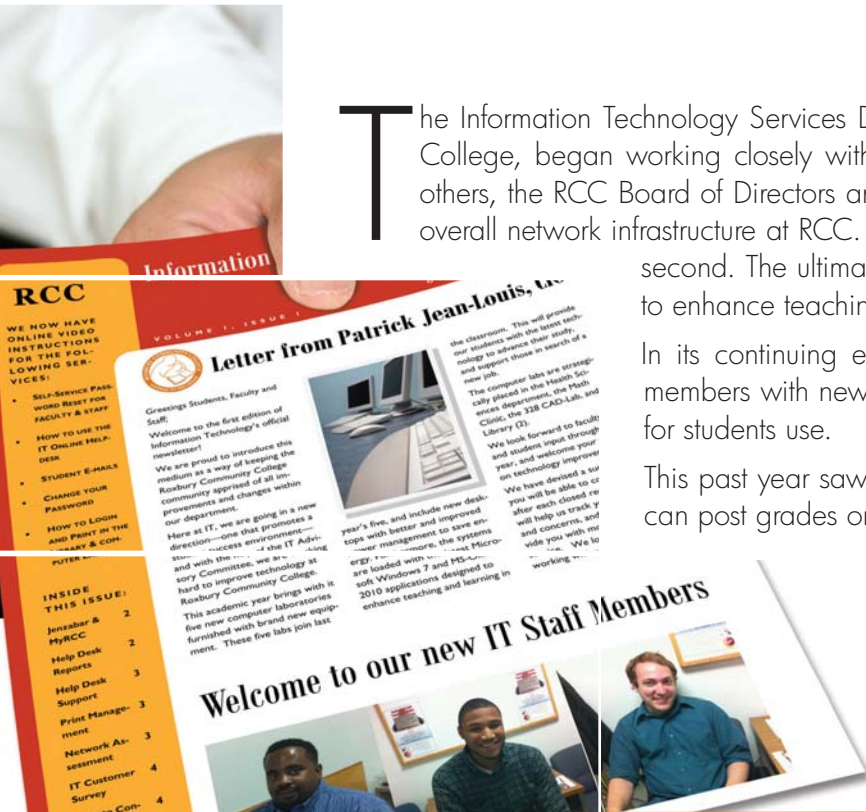 The Information Technology Services
College, began working closely with
others, the RCC Board of Directors
overall network infrastructure at RCC.
second. The ultima
to enhance teachin
In its continuing e
members with new
for students use.
This past year saw
can post grades on
Information
VOLUME 1, ISSUE 1
RCC
WE NOW HAVE
ONLINE VIDEO
INSTRUCTIONS
FOR THE FOL-
LOWING SER-
VICES:
• SELF-SERVICE PASS-
WORD RESET FOR
FACULTY & STAFF
• HOW TO USE THE
IT ONLINE HELP-
DESK
• STUDENT E-MAILS
• CHANGE YOUR
PASSWORD
• HOW TO LOGIN
AND PRINT IN THE
LIBRARY & COM-
PUTER
INSIDE
THIS ISSUE:
Jenzabar & 2
MyRCC
Help Desk 2
Reports
Help Desk 3
Support
Print Manage- 3
ment
Network As- 3
sessment
IT Customer 4
Survey
Con- 4
Letter from Patrick Jean-Louis,
Greetings Students, Faculty and
Staff;
Welcome to the first edition of
Information Technology's official
newsletter!
We are proud to introduce this
medium as a way of keeping the
Roxbury Community College
community apprised of all im-
provements and changes within
our department.
Here at IT, we are going in a new
direction—one that promotes a
success environment—
and with the of the IT Advi-
sory Committee, we are
hard to improve technology at
Roxbury Community College.
This academic year brings with it
five new computer laboratories
furnished with brand new equip-
ment. These five labs join last
year's five, and include new desk-
tops with better and improved
power management to save en-
ergy. the systems
are loaded with Micro-
soft Windows 7 and
2010 applications designed to
enhance teaching and learning in
the classroom. This will provide
our students with the latest tech-
nology to advance their study,
and support those in search of a
new job.
The computer labs are strategi-
cally placed in the Health Sci-
ences department, the Math
Clinic, the 328 CAD-Lab, and
Library (2).
We look forward to faculty
and student input through
year, and welcome your
on technology
We have devised a
you will be able to
after each closed
will help us track
and concerns, and
vide you with
We
working
Welcome to our new IT Staff Members